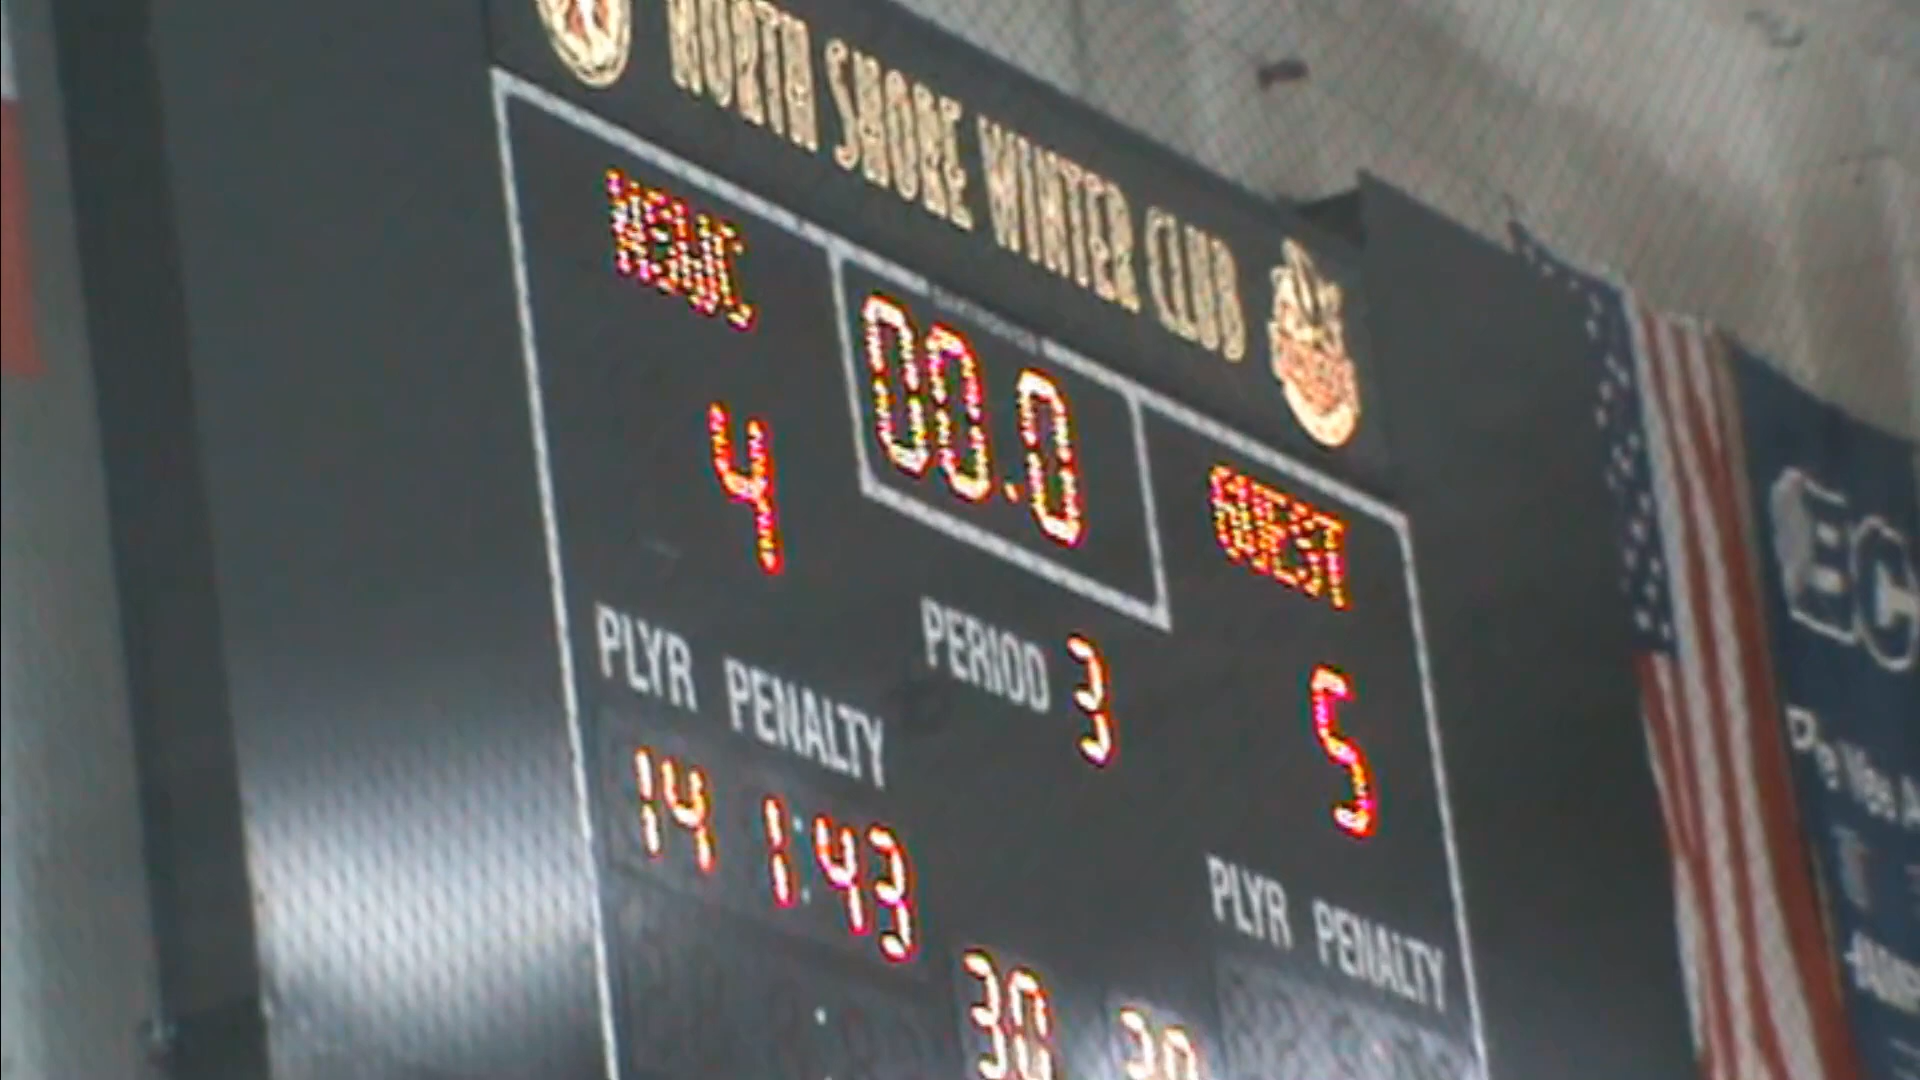 NORTH SHORE WINTER CLUB
NSWC
00.0
GUEST
4
PERIOD 3
5
PLYR PENALTY
14 1:43
PLYR PENALTY
30 30